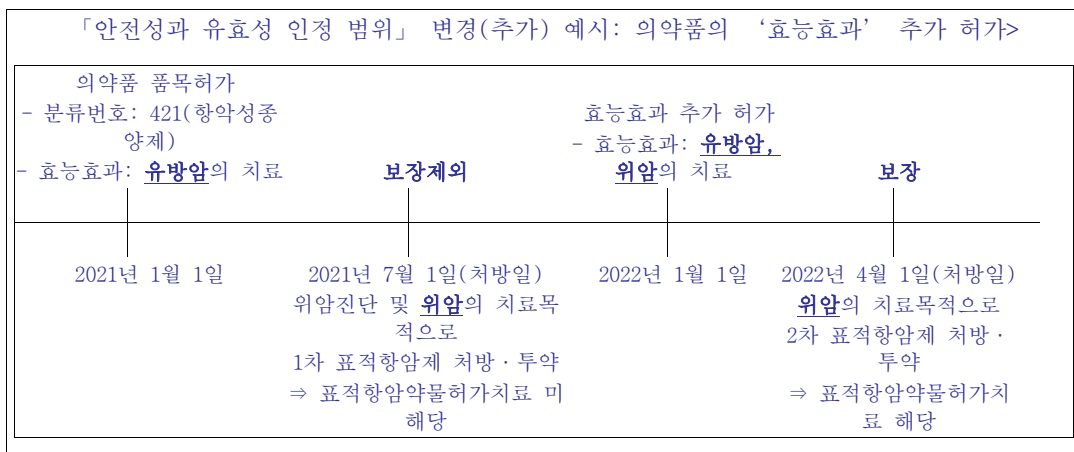 「안전성과 유효성 인정 범위」 변경(추가) 예시: 의약품의 ‘효능효과’ 추가 허가>
의약품 품목허가
- 분류번호: 421(항악성종
양제)
- 효능효과: 유방암의 치료
보장제외
효능효과 추가 허가
- 효능효과: 유방암,
위암의 치료
보장
2021년 1월 1일
2021년 7월 1일(처방일)
위암진단 및 위암의 치료목
적으로
1차 표적항암제 처방·투약
⇒ 표적항암약물허가치료 미
해당
2022년 1월 1일
2022년 4월 1일(처방일)
위암의 치료목적으로
2차 표적항암제 처방·
투약
⇒ 표적항암약물허가치
료 해당